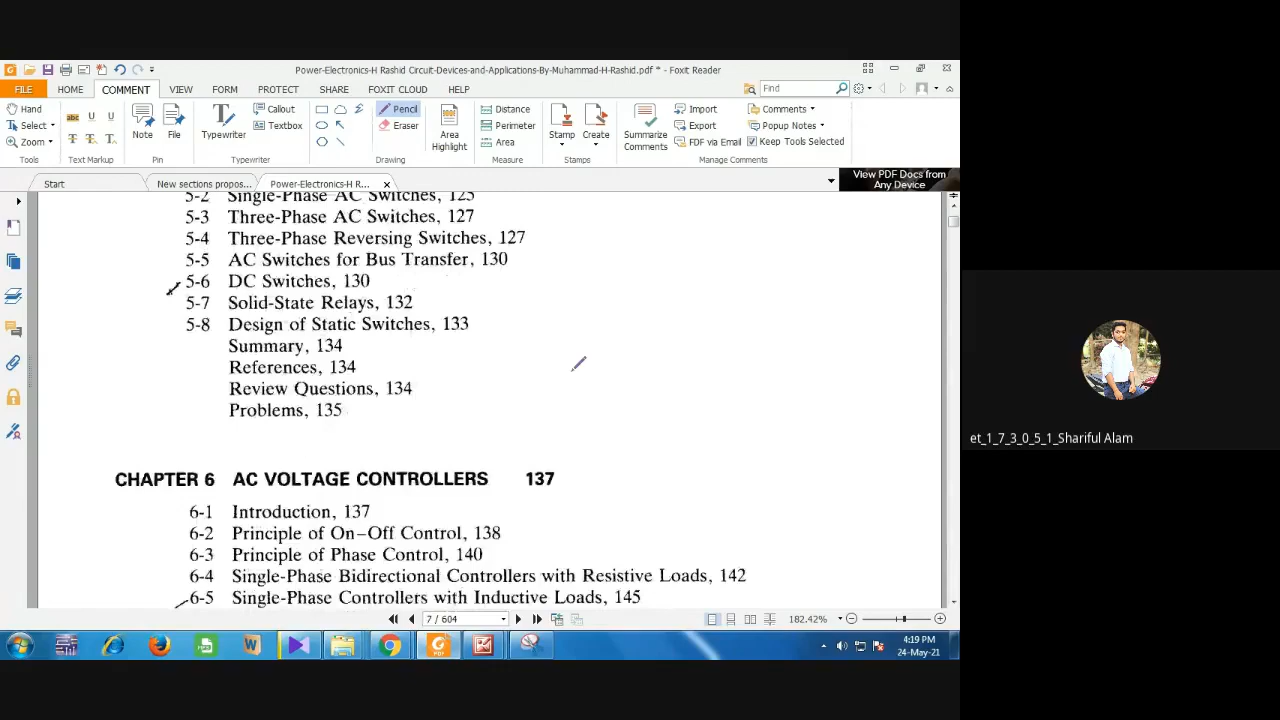 Power-Electronics-H Rashid Circuit-Devices-and-Applications-By-Muhammad-H-Rashid.pdf * - Foxit Reader
FILE HOME COMMENT VIEW FORM PROTECT SHARE FOXIT CLOUD HELP Find
Hand Note File Typewriter Callout Pencil Area Highlight Distance Stamp Create Summarize Comments Import Comments
Select Textbox Eraser Perimeter Export Popup Notes
Zoom Area PDF via Email Keep Tools Selected
Tools Text Markup Pin Typewriter Drawing Measure Stamps Manage Comments
Start New sections propos... Power-Electronics-H R... View PDF Docs from
Any Device
5-2 Single-Phase AC Switches, 125
5-3 Three-Phase AC Switches, 127
5-4 Three-Phase Reversing Switches, 127
5-5 AC Switches for Bus Transfer, 130
5-6 DC Switches, 130
5-7 Solid-State Relays, 132
5-8 Design of Static Switches, 133
Summary, 134
References, 134
Review Questions, 134
Problems, 135
CHAPTER 6 AC VOLTAGE CONTROLLERS 137
6-1 Introduction, 137
6-2 Principle of On–Off Control, 138
6-3 Principle of Phase Control, 140
6-4 Single-Phase Bidirectional Controllers with Resistive Loads, 142
6-5 Single-Phase Controllers with Inductive Loads, 145
7 / 604 182.42%
4:19 PM
24-May-21
et_1_7_3_0_5_1_Shariful Alam